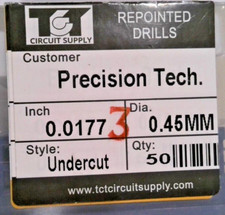 TCT
CIRCUIT SUPPLY
REPOINTED
DRILLS
Customer
Precision Tech.
Inch
Dia.
0.0177
3
0.45MM
Style:
Qty:
Undercut
50
www.tctcircuitsupply.com